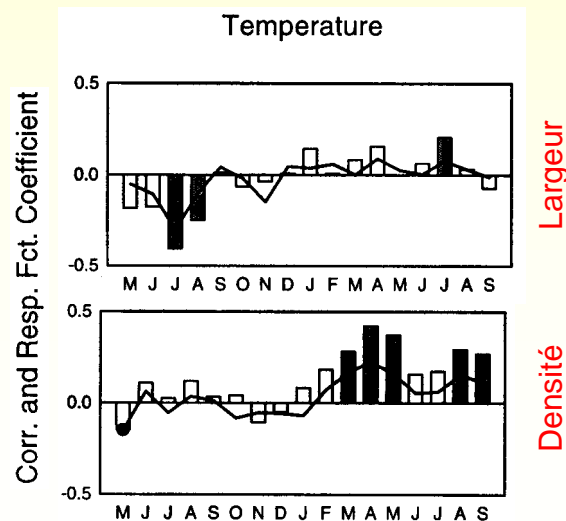 Temperature
Corr. and Resp. Fct. Coefficient
0.5
0.0
-0.5
M J J A S O N D J F M A M J J A S
Largeur
0.5
0.0
-0.5
M J J A S O N D J F M A M J J A S
Densité